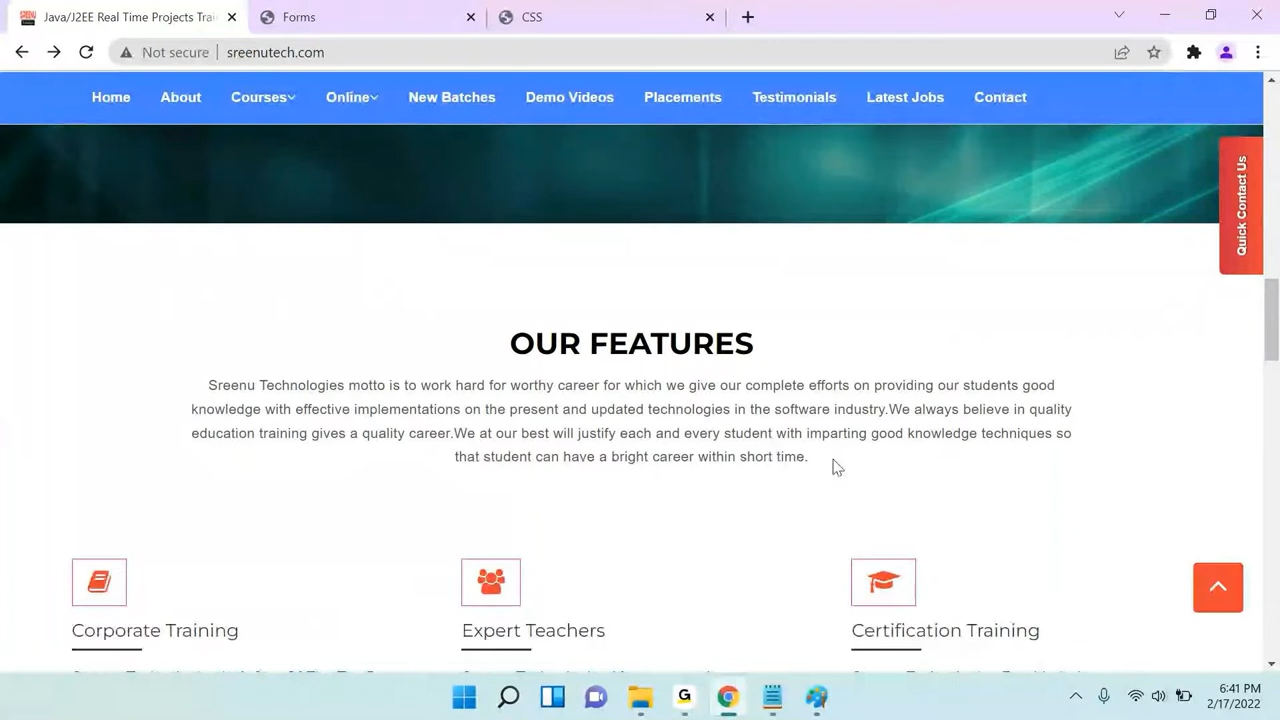 Java/J2EE Real Time Projects Trai
Forms
CSS
Not secure
sreenutech.com
Home About Courses Online New Batches Demo Videos Placements Testimonials Latest Jobs Contact
Quick Contact Us
OUR FEATURES
Sreenu Technologies motto is to work hard for worthy career for which we give our complete efforts on providing our students good
knowledge with effective implementations on the present and updated technologies in the software industry.We always believe in quality
education training gives a quality career.We at our best will justify each and every student with imparting good knowledge techniques so
that student can have a bright career within short time.
Corporate Training
Expert Teachers
Certification Training
G
6:41 PM
2/17/2022